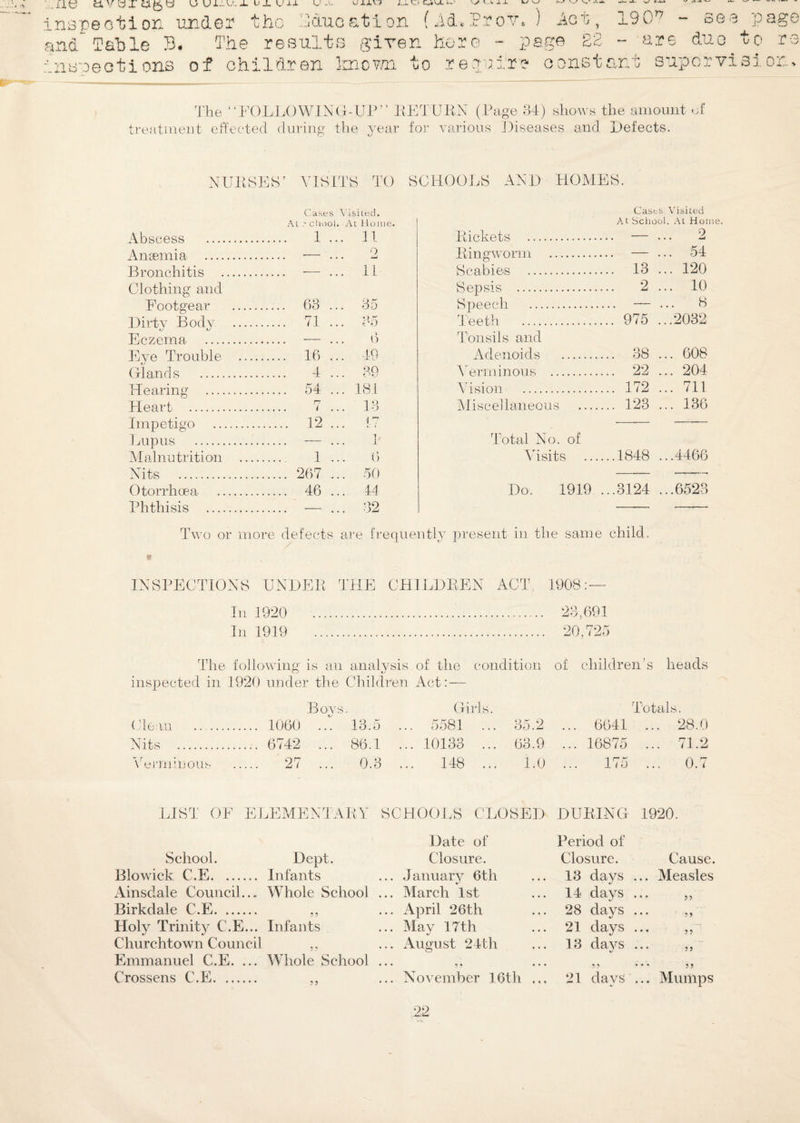 inspection under the Education (Ad. Prov.) Act, 1907 - see page
and Table B. The results given here - page 22 - are due to re
inspections of children known to require constant supervision.
The "FOLLOWING-UP" RETURN (Page 34) shows the amount of
treatment effected during the year for various Diseases and Defects.
NURSES' VISITS TO SCHOOLS AND HOMES.
Cases Visited.
At School. At Home.
Abscess ............... 1 ... 11
Anæmia ............... — ... 2
Bronchitis ............ — ... 11
Clothing and
Footgear ......... 63 ... 35
Dirty Body ......... 71 ... 35
Eczema ............... — ... 6
Eye Trouble ......... 16 ... 49
Glands ............... 4 ... 39
Hearing ............... 54 ... 181
Heart ............... 7 ... 13
Impetigo ............ 12 ... 17
Lupus ............... — ... 1
Malnutrition ......... 1 ... 6
Nits .................. 267 ... 50
Otorrhœa ............ 46 ... 44
Phthisis ............... — ... 32
Cases Visited
At School. At Home.
Rickets ............... — ... 2
Ringworm ............ — ... 54
Scabies ............... 13 ... 120
Sepsis ............... 2 ... 10
Speech ............... — ... 8
Teeth ............... 975 ...2032
Tonsils and
Adenoids ......... 38 ... 608
Verminous ............ 22 ... 204
Vision ............... 172 ... 711
Miscellaneous ....... 123 ... 136
Total No. of
Visits ......1848 ...4466
Do. 1919 ...3124 ...6523
Two or more defects are frequently present in the same child.
INSPECTIONS UNDER THE CHILDREN ACT, 1908:—
In 1920 ............... 23,691
In 1919 ............... 20,725
The following is an analysis of the condition of children's heads
inspected in 1920 under the Children Act:—
Boys. Girls. Totals.
Clean ............ 1060 ... 13.5 ... 5581 ... 35.2 ... 6641 ... 28.0
Nits ............... 6742 ... 86.1 ... 10133 ... 63.9 ... 16875 ... 71.2
Verminous ..... 27 ... 0.3 ... 148 ... 1.0 ... 175 ... 0.7
LIST OF ELEMENTARY SCHOOLS CLOSED DURING 1920.
Date of Period of
School. Dept. Closure. Closure. Cause.
Blowick C.E. ...... Infants ... January 6th ... 13 days ... Measles
Ainsdale Council... Whole School ... March 1st ... 14 days ... ,,
Birkdale C.E. ...... ,, ... April 26th ... 28 days ... ,,
Holy Trinity C.E... Infants ... May 17th ... 21 days ... ,,
Churchtown Council ,, ... August 24th ... 13 days ... ,,
Emmanuel C.E. ... Whole School ... ,, ... ,, ... ,,
Crossens C.E. ...... ,, ... November 16th ... 21 days ... Mumps
22